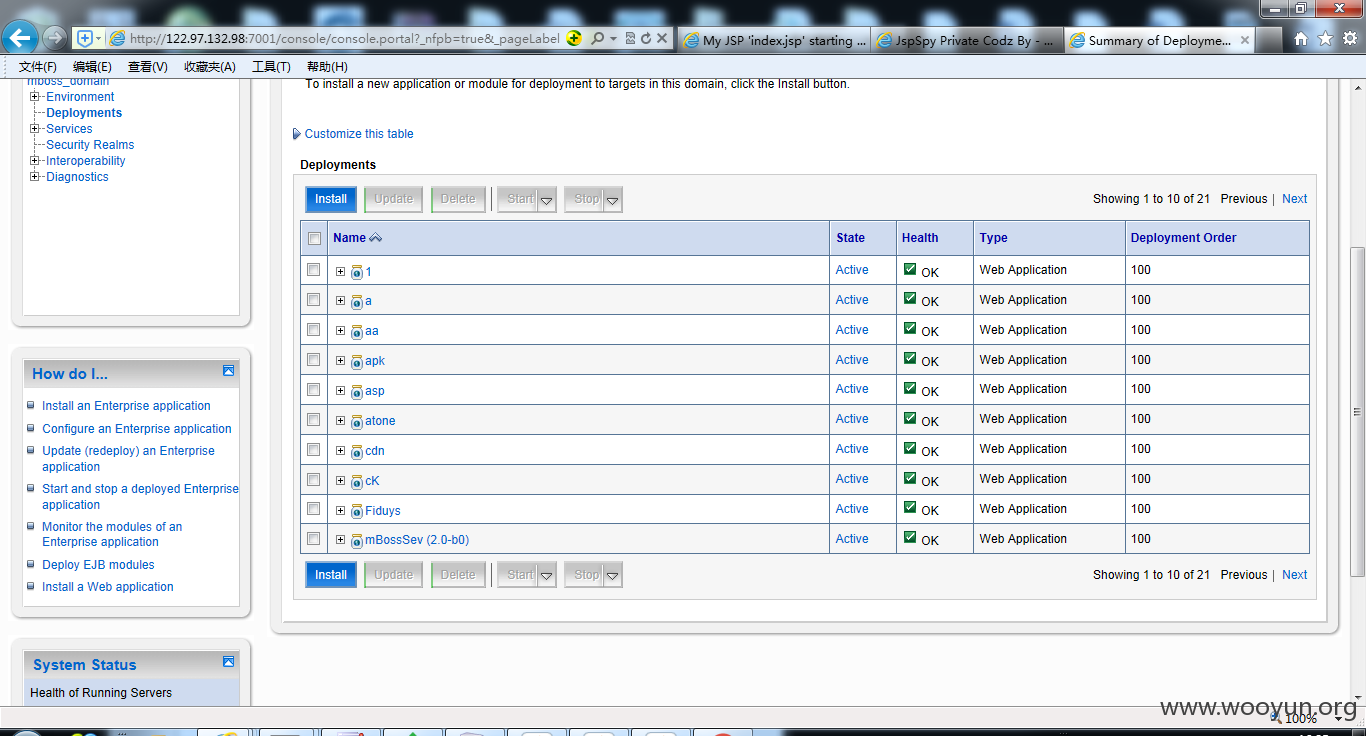 http://122.97.132.98:7001/console/console.portal?_nfpb=true&_pageLabel
My JSP 'index.jsp' starting ...
JspSpy Private Codz By - ...
Summary of Deployme...
文件(F) 编辑(E) 查看(V) 收藏夹(A) 工具(T) 帮助(H)
mboss_domain
Environment
Deployments
Services
Security Realms
Interoperability
Diagnostics
How do I...
Install an Enterprise application
Configure an Enterprise application
Update (redeploy) an Enterprise
application
Start and stop a deployed Enterprise
application
Monitor the modules of an
Enterprise application
Deploy EJB modules
Install a Web application
System Status
Health of Running Servers
To install a new application or module for deployment to targets in this domain, click the Install button.
Customize this table
Deployments
Install Update Delete Start Stop Showing 1 to 10 of 21 Previous | Next
Name State Health Type Deployment Order
1 Active OK Web Application 100
a Active OK Web Application 100
aa Active OK Web Application 100
apk Active OK Web Application 100
asp Active OK Web Application 100
atone Active OK Web Application 100
cdn Active OK Web Application 100
cK Active OK Web Application 100
Fiduys Active OK Web Application 100
mBossSev (2.0-b0) Active OK Web Application 100
Install Update Delete Start Stop Showing 1 to 10 of 21 Previous | Next
www.wooyun.org
100%